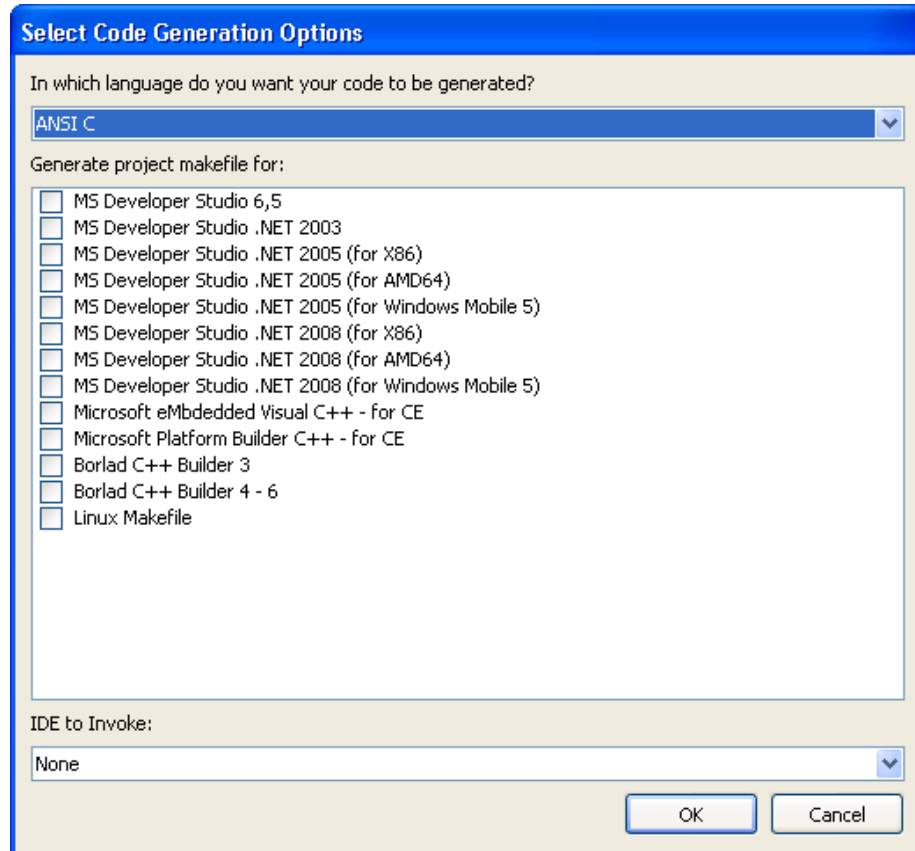 Select Code Generation Options
In which language do you want your code to be generated?
ANSI C
Generate project makefile for:
MS Developer Studio 6,5
MS Developer Studio .NET 2003
MS Developer Studio .NET 2005 (for X86)
MS Developer Studio .NET 2005 (for AMD64)
MS Developer Studio .NET 2005 (for Windows Mobile 5)
MS Developer Studio .NET 2008 (for X86)
MS Developer Studio .NET 2008 (for AMD64)
MS Developer Studio .NET 2008 (for Windows Mobile 5)
Microsoft eMbdedded Visual C++ - for CE
Microsoft Platform Builder C++ - for CE
Borlad C++ Builder 3
Borlad C++ Builder 4 - 6
Linux Makefile
IDE to Invoke:
None
OK Cancel